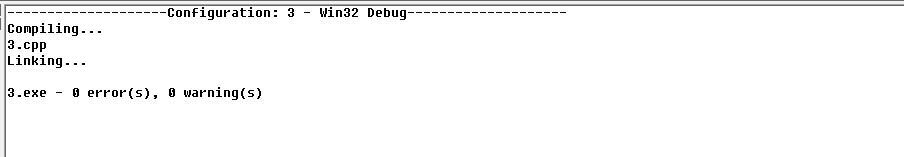 --------------------Configuration: 3 - Win32 Debug--------------------
Compiling...
3.cpp
Linking...
3.exe - 0 error(s), 0 warning(s)